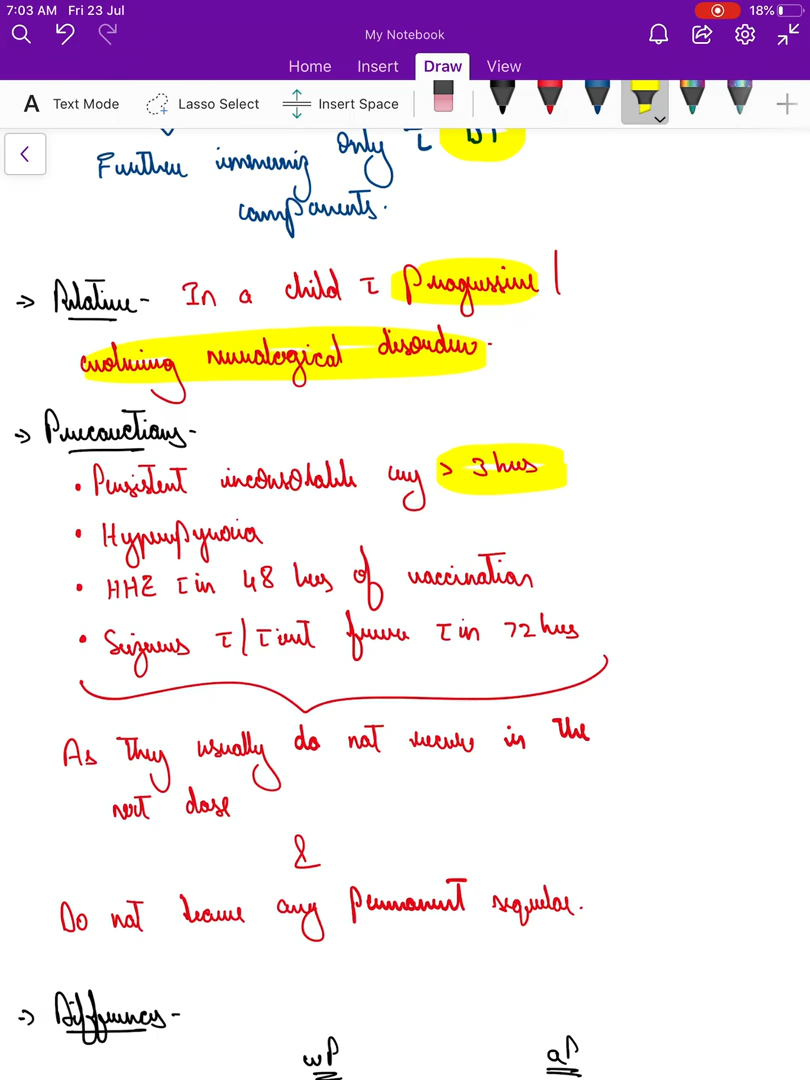 7:03 AM Fri 23 Jul 18%
My Notebook
Home Insert Draw View
A Text Mode Lasso Select Insert Space
Further immuniz only c̄ DT
components.
⇒ Relative- In a child c̄ Progressive |
evolving neurological disorder.
⇒ Precautions-
• Persistent inconsolable cry > 3 hrs
• Hyperpyrexia
• HHE c̄in 48 hrs of vaccination
• Seizures c̄/c̄out fever c̄in 72 hrs
As they usually do not recur in the
next dose
&
Do not leave any permanent sequelae.
⇒ Differences-
wP aP